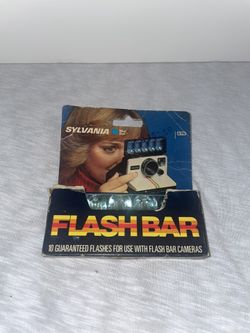 SYLVANIA
FLASH BAR
10 GUARANTEED FLASHES FOR USE WITH FLASH BAR CAMERAS